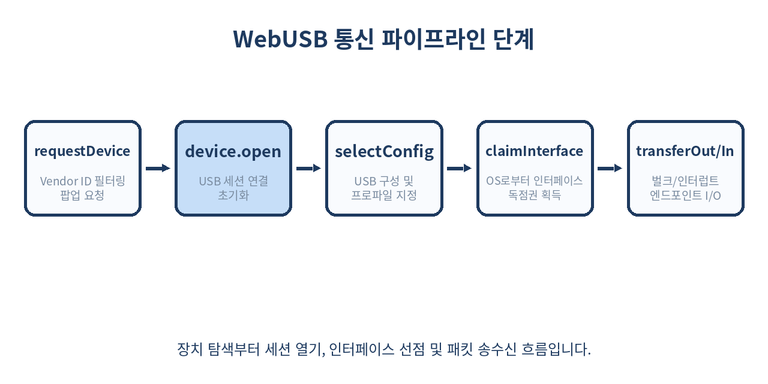 WebUSB 통신 파이프라인 단계
requestDevice
Vendor ID 필터링
팝업 요청
device.open
USB 세션 연결
초기화
selectConfig
USB 구성 및
프로파일 지정
claimInterface
OS로부터 인터페이스
독점권 획득
transferOut/In
벌크/인터럽트
엔드포인트 I/O
장치 탐색부터 세션 열기, 인터페이스 선점 및 패킷 송수신 흐름입니다.